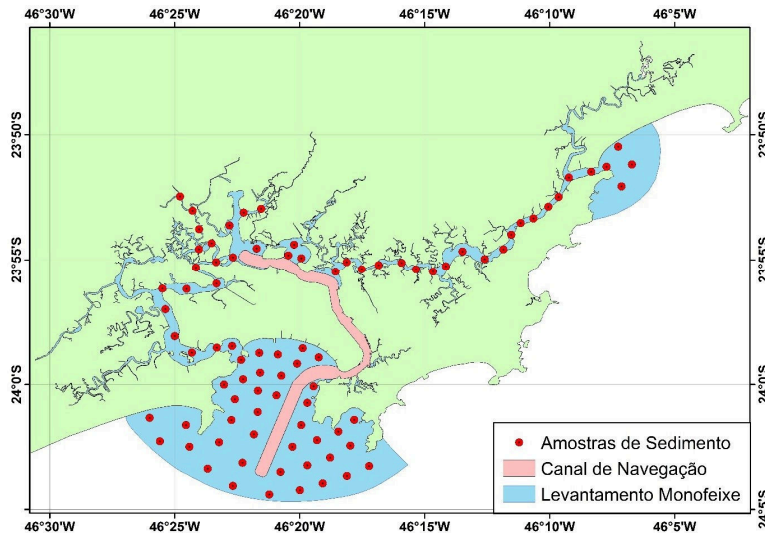 46°30'W 46°25'W 46°20'W 46°15'W 46°10'W 46°5'W
23°50'S 23°50'S
23°55'S 23°55'S
24°0'S 24°0'S
Amostras de Sedimento
Canal de Navegação
Levantamento Monofeixe
24°5'S
46°30'W 46°25'W 46°20'W 46°15'W 46°10'W 46°5'W